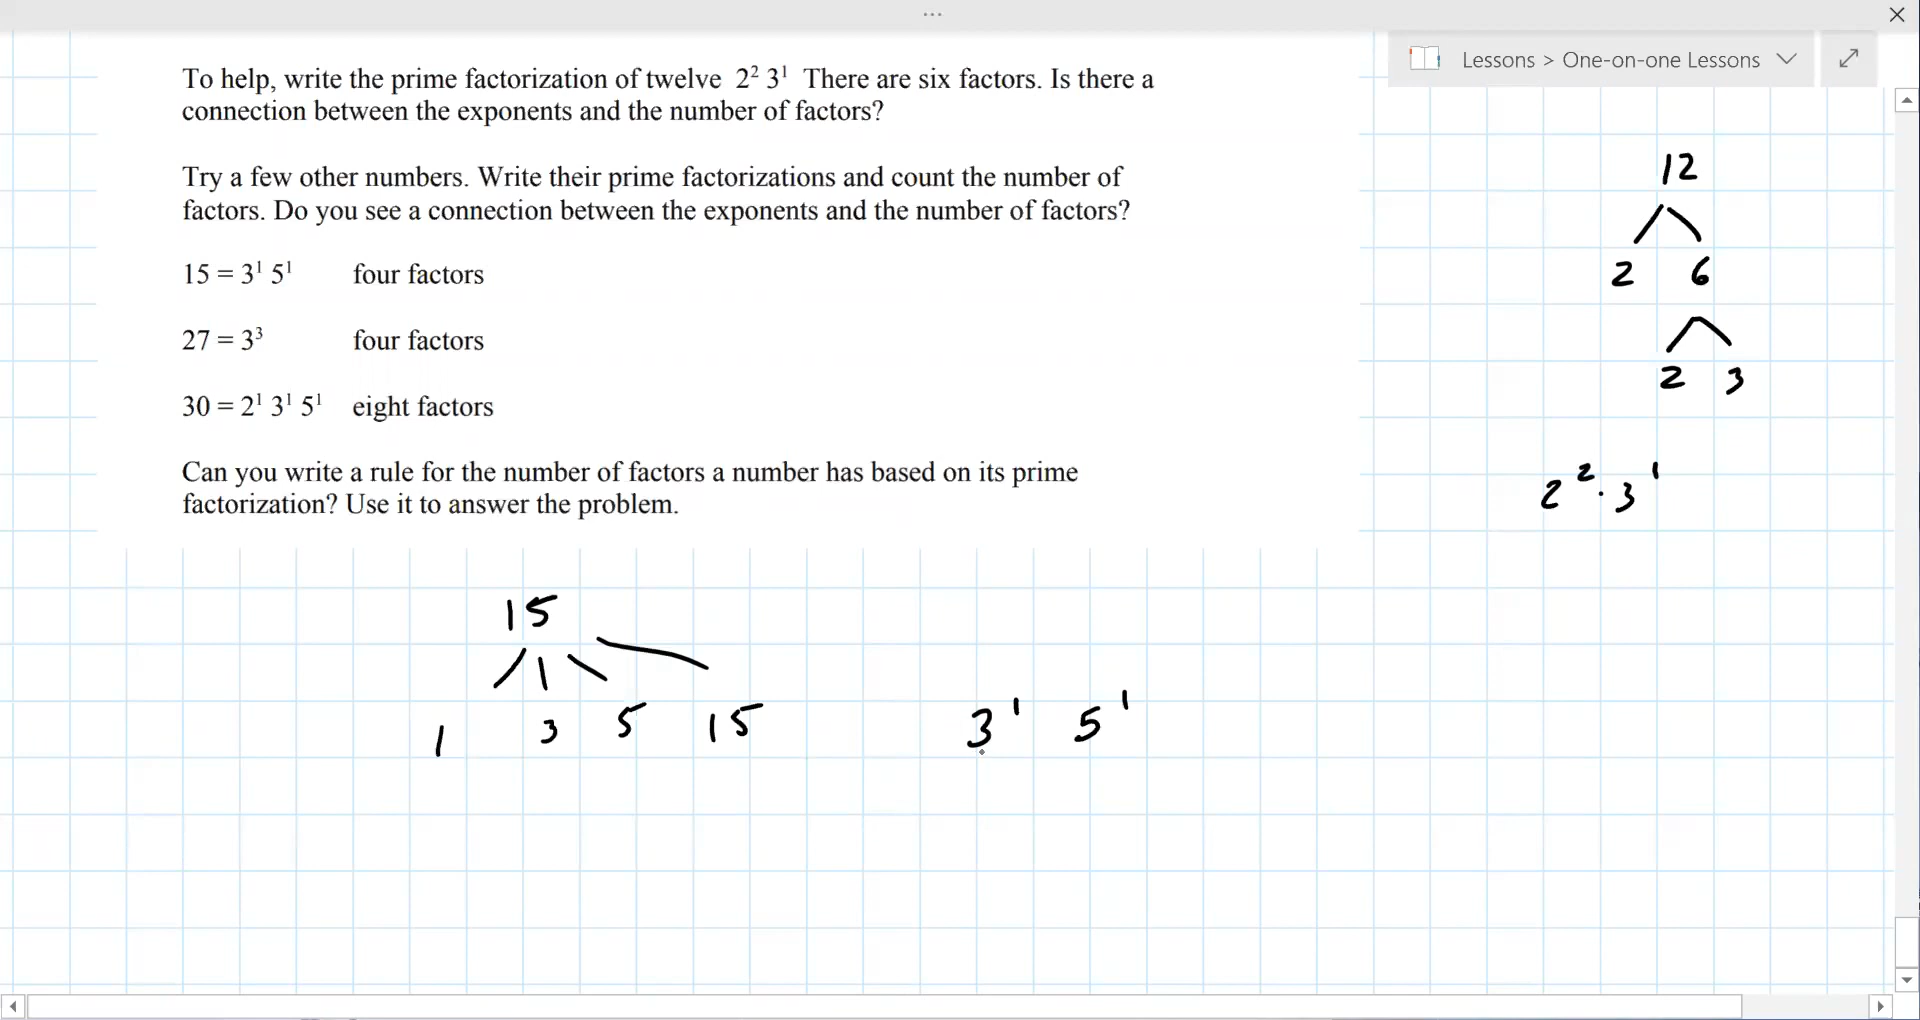 ...
Lessons > One-on-one Lessons
To help, write the prime factorization of twelve 2² 3¹ There are six factors. Is there a
connection between the exponents and the number of factors?
Try a few other numbers. Write their prime factorizations and count the number of
factors. Do you see a connection between the exponents and the number of factors?
15 = 3¹ 5¹ four factors
27 = 3³ four factors
30 = 2¹ 3¹ 5¹ eight factors
Can you write a rule for the number of factors a number has based on its prime
factorization? Use it to answer the problem.
12
2 6
2 3
2² · 3¹
15
1 3 5 15
3¹ 5¹